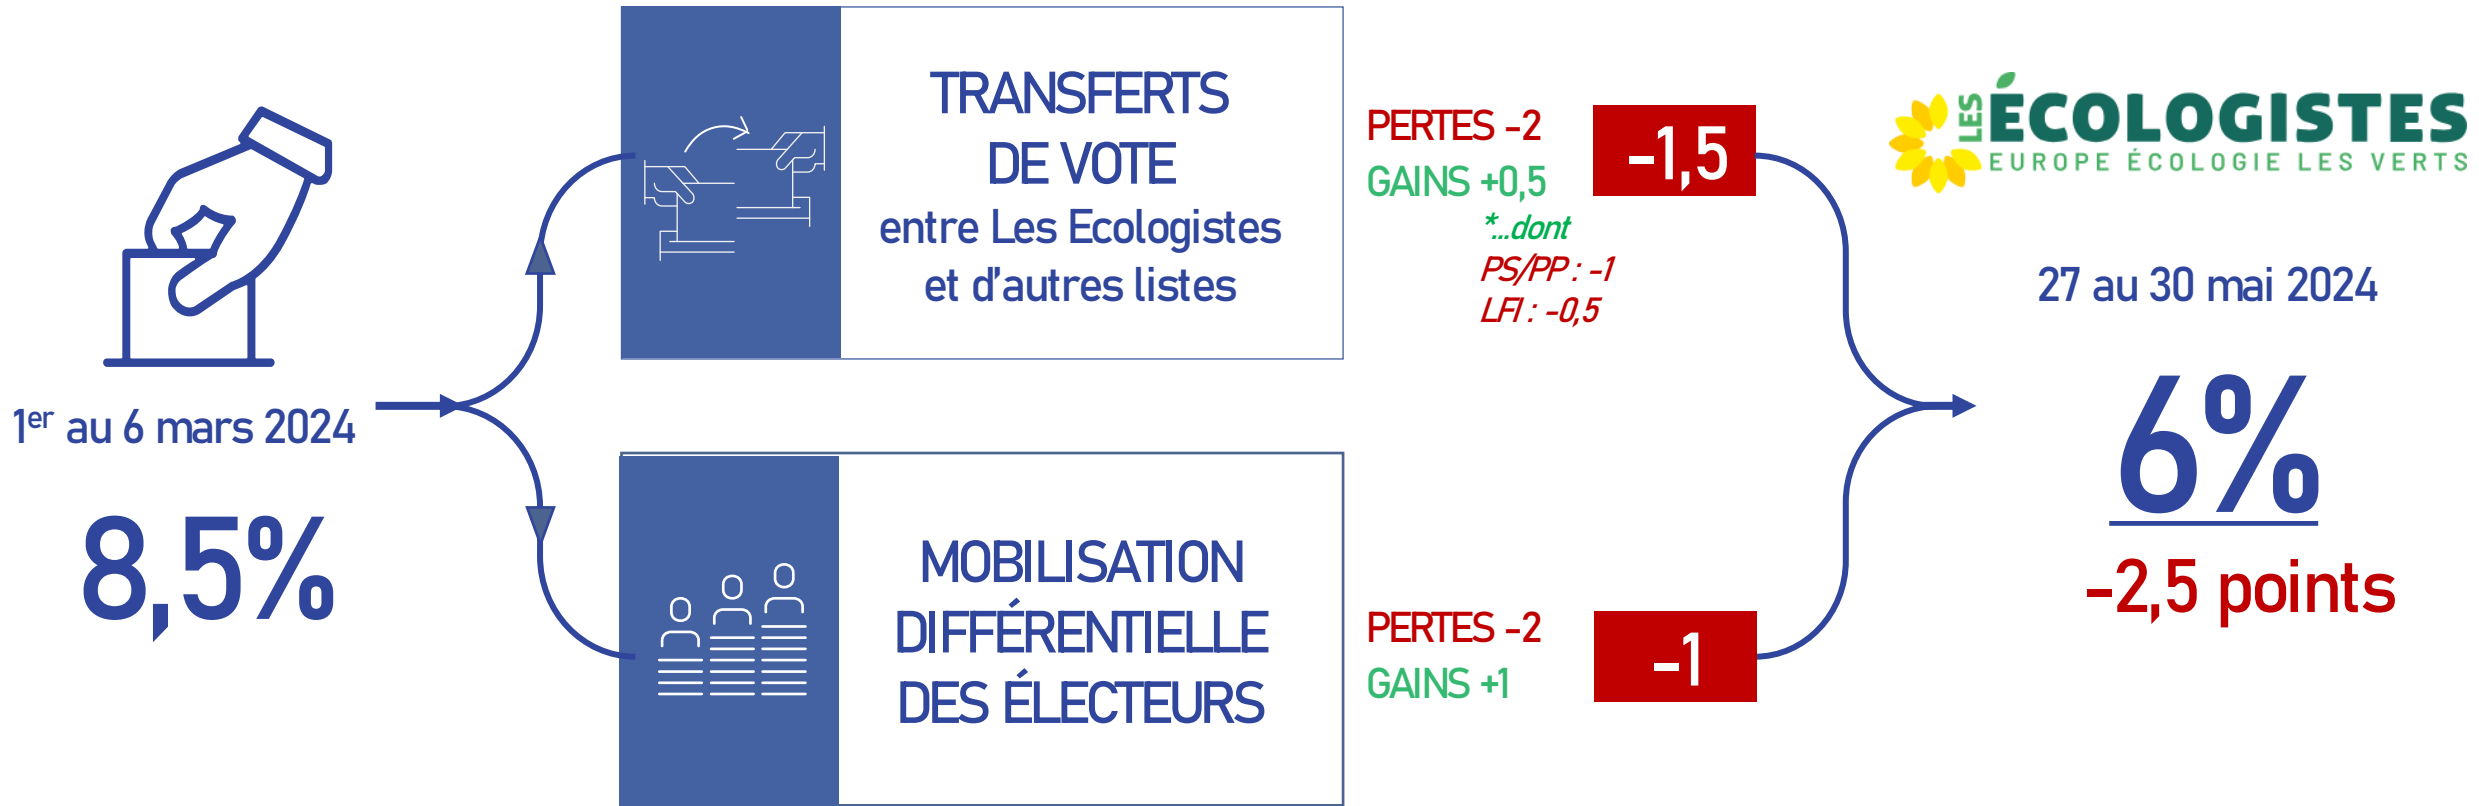 1er au 6 mars 2024
8,5%
TRANSFERTS
DE VOTE
entre Les Ecologistes
et d'autres listes
PERTES -2
GAINS +0,5
*...dont
PS/PP : -1
LFI : -0,5
-1,5
MOBILISATION
DIFFÉRENTIELLE
DES ÉLECTEURS
PERTES -2
GAINS +1
-1
LES ÉCOLOGISTES
EUROPE ÉCOLOGIE LES VERTS
27 au 30 mai 2024
6%
-2,5 points